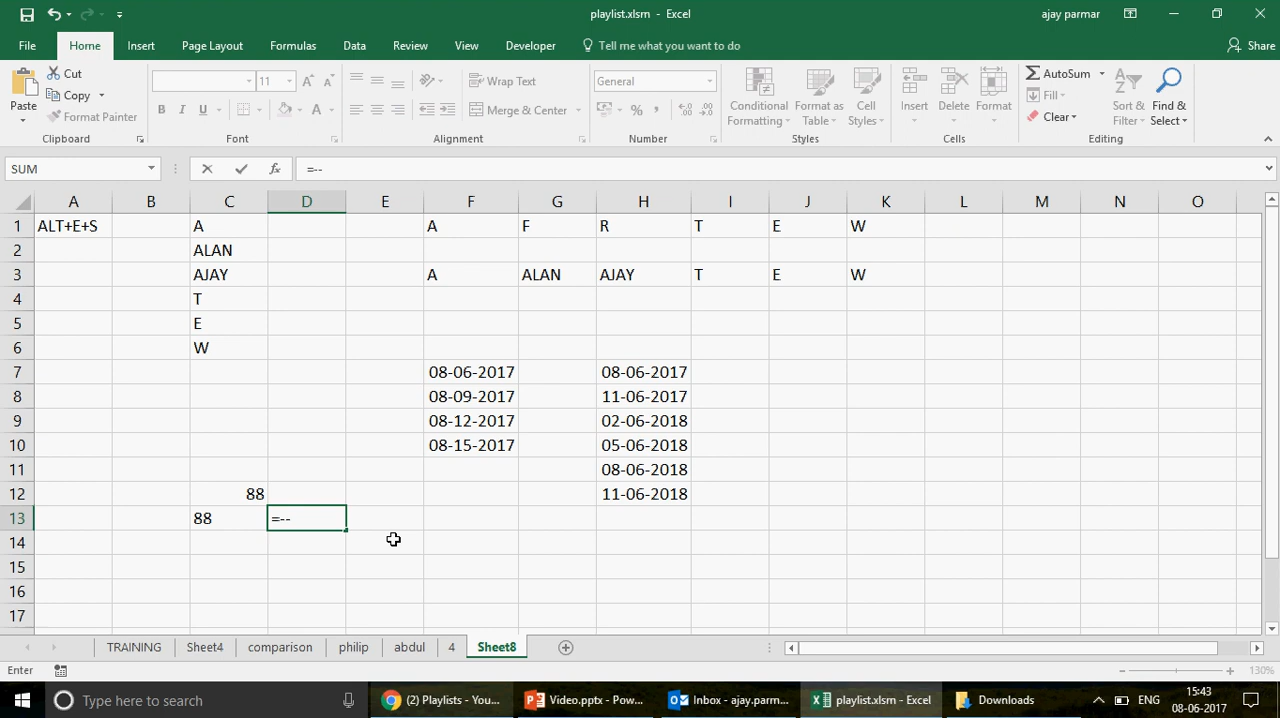 playlist.xlsm - Excel
ajay parmar
File Home Insert Page Layout Formulas Data Review View Developer Tell me what you want to do Share
Paste Cut Copy Format Painter Clipboard
11 B I U A A A Font
Wrap Text Merge & Center Alignment
General % , Number
Conditional Formatting Format as Table Cell Styles Styles
Insert Delete Format Cells
AutoSum Fill Clear Sort & Filter Find & Select Editing
SUM fx =--
A B C D E F G H I J K L M N O
1 ALT+E+S A A F R T E W
2 ALAN
3 AJAY A ALAN AJAY T E W
4 T
5 E
6 W
7 08-06-2017 08-06-2017
8 08-09-2017 11-06-2017
9 08-12-2017 02-06-2018
10 08-15-2017 05-06-2018
11 08-06-2018
12 88 11-06-2018
13 88 =--
14
15
16
17
TRAINING Sheet4 comparison philip abdul 4 Sheet8
Enter 130%
Type here to search (2) Playlists - You... Video.pptx - Pow... Inbox - ajay.parm... playlist.xlsm - Excel Downloads ENG 15:43
08-06-2017